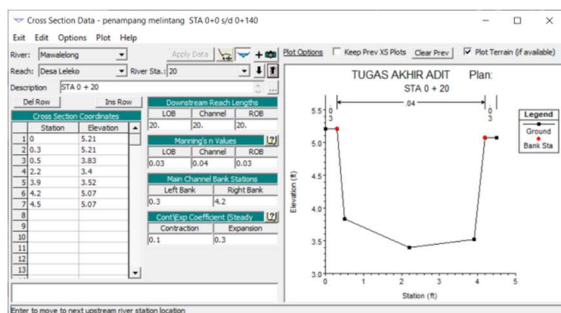 Cross Section Data - penampang melintang STA 0+0 s/d 0+140
Exit Edit Options Plot Help
River: Mawalelong Apply Data
Reach: Desa Leleko River Sta.: 20
Description STA 0 + 20
Del Row Ins Row
Cross Section Coordinates
Station Elevation
1 0 5.21
2 0.3 5.21
3 0.5 3.83
4 2.2 3.4
5 3.9 3.52
6 4.2 5.07
7 4.5 5.07
8
9
10
11
12
13
Downstream Reach Lengths
LOB Channel ROB
20. 20. 20.
Manning's n Values
LOB Channel ROB
0.03 0.04 0.03
Main Channel Bank Stations
Left Bank Right Bank
0.3 4.2
Cont\Exp Coefficient (Steady
Contraction Expansion
0.1 0.3
Plot Options Keep Prev XS Plots Clear Prev Plot Terrain (if available)
TUGAS AKHIR ADIT Plan:
STA 0 + 20
.04
Legend
Ground
Bank Sta
Elevation (ft)
5.5
5.0
4.5
4.0
3.5
3.0
0 1 2 3 4 5
Station (ft)
Enter to move to next upstream river station location